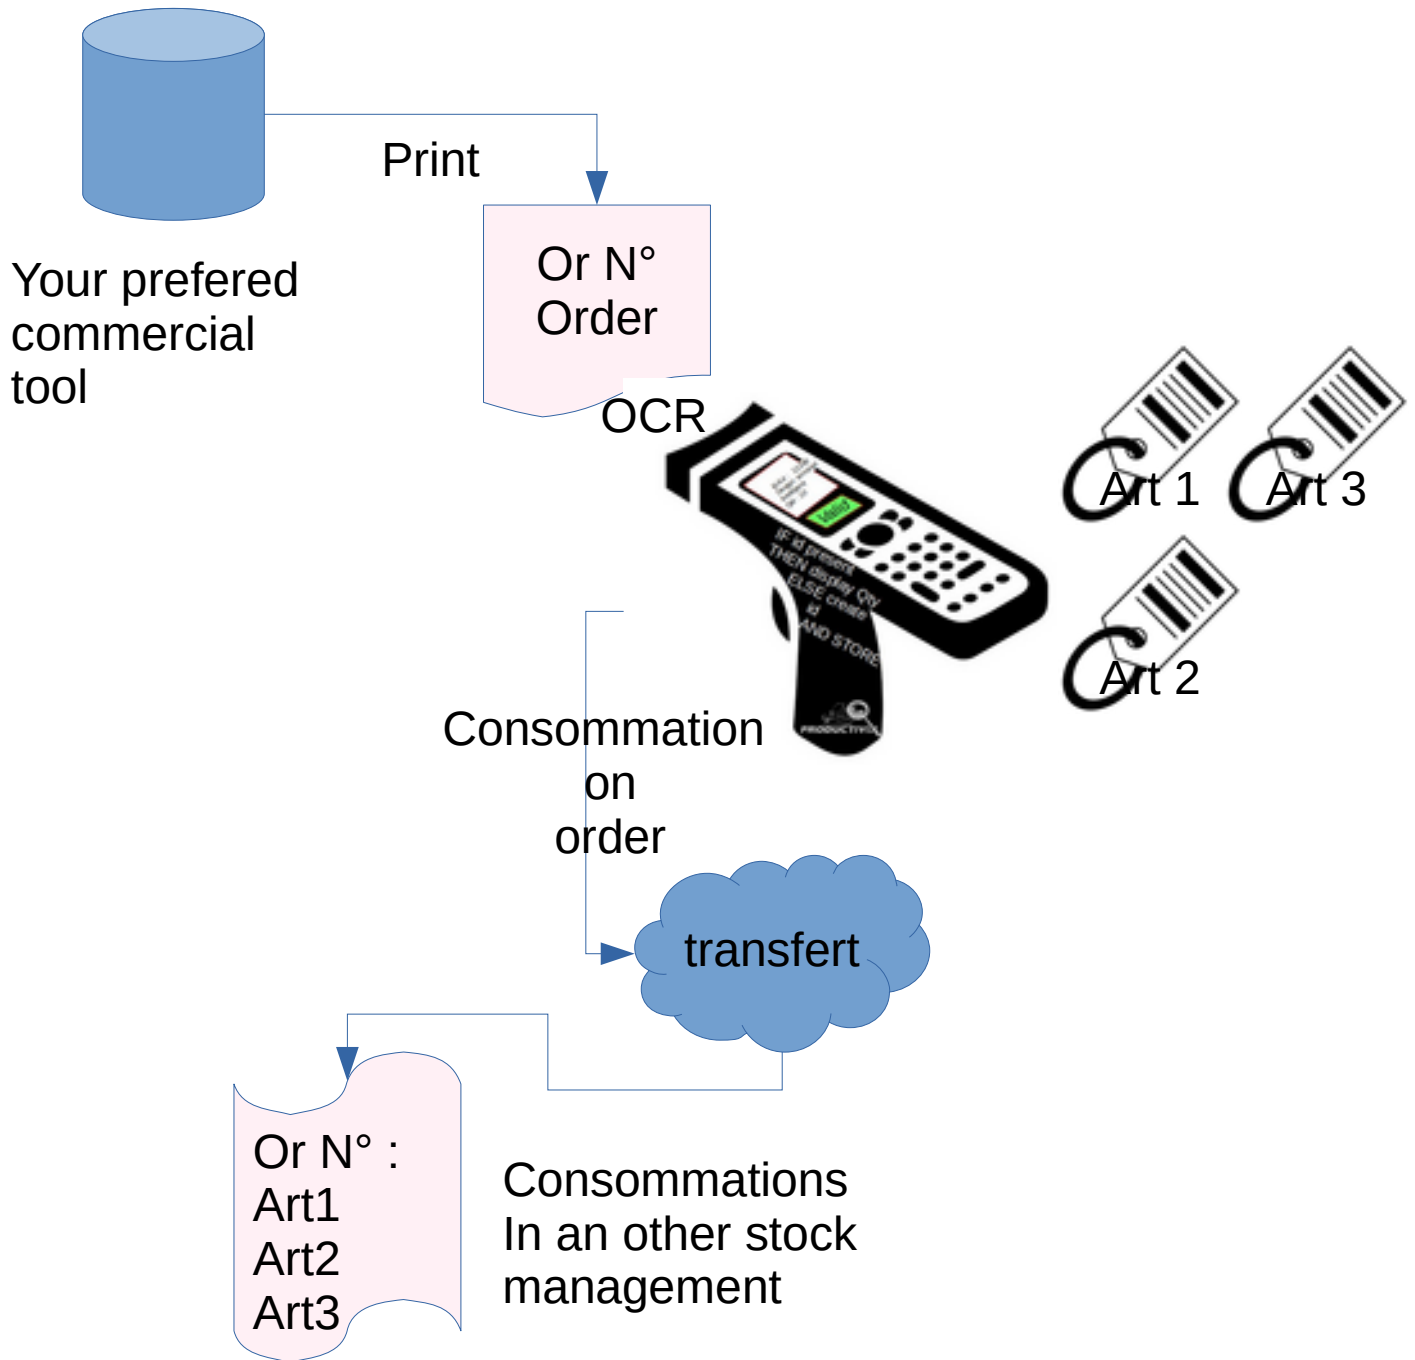 Print
Your prefered
commercial
tool
Or N°
Order
OCR
Art 1
Art 3
Art 2
IF id present
THEN display Qty
ELSE create
id
AND STORE
Consommation
on
order
transfert
Or N° :
Art1
Art2
Art3
Consommations
In an other stock
management